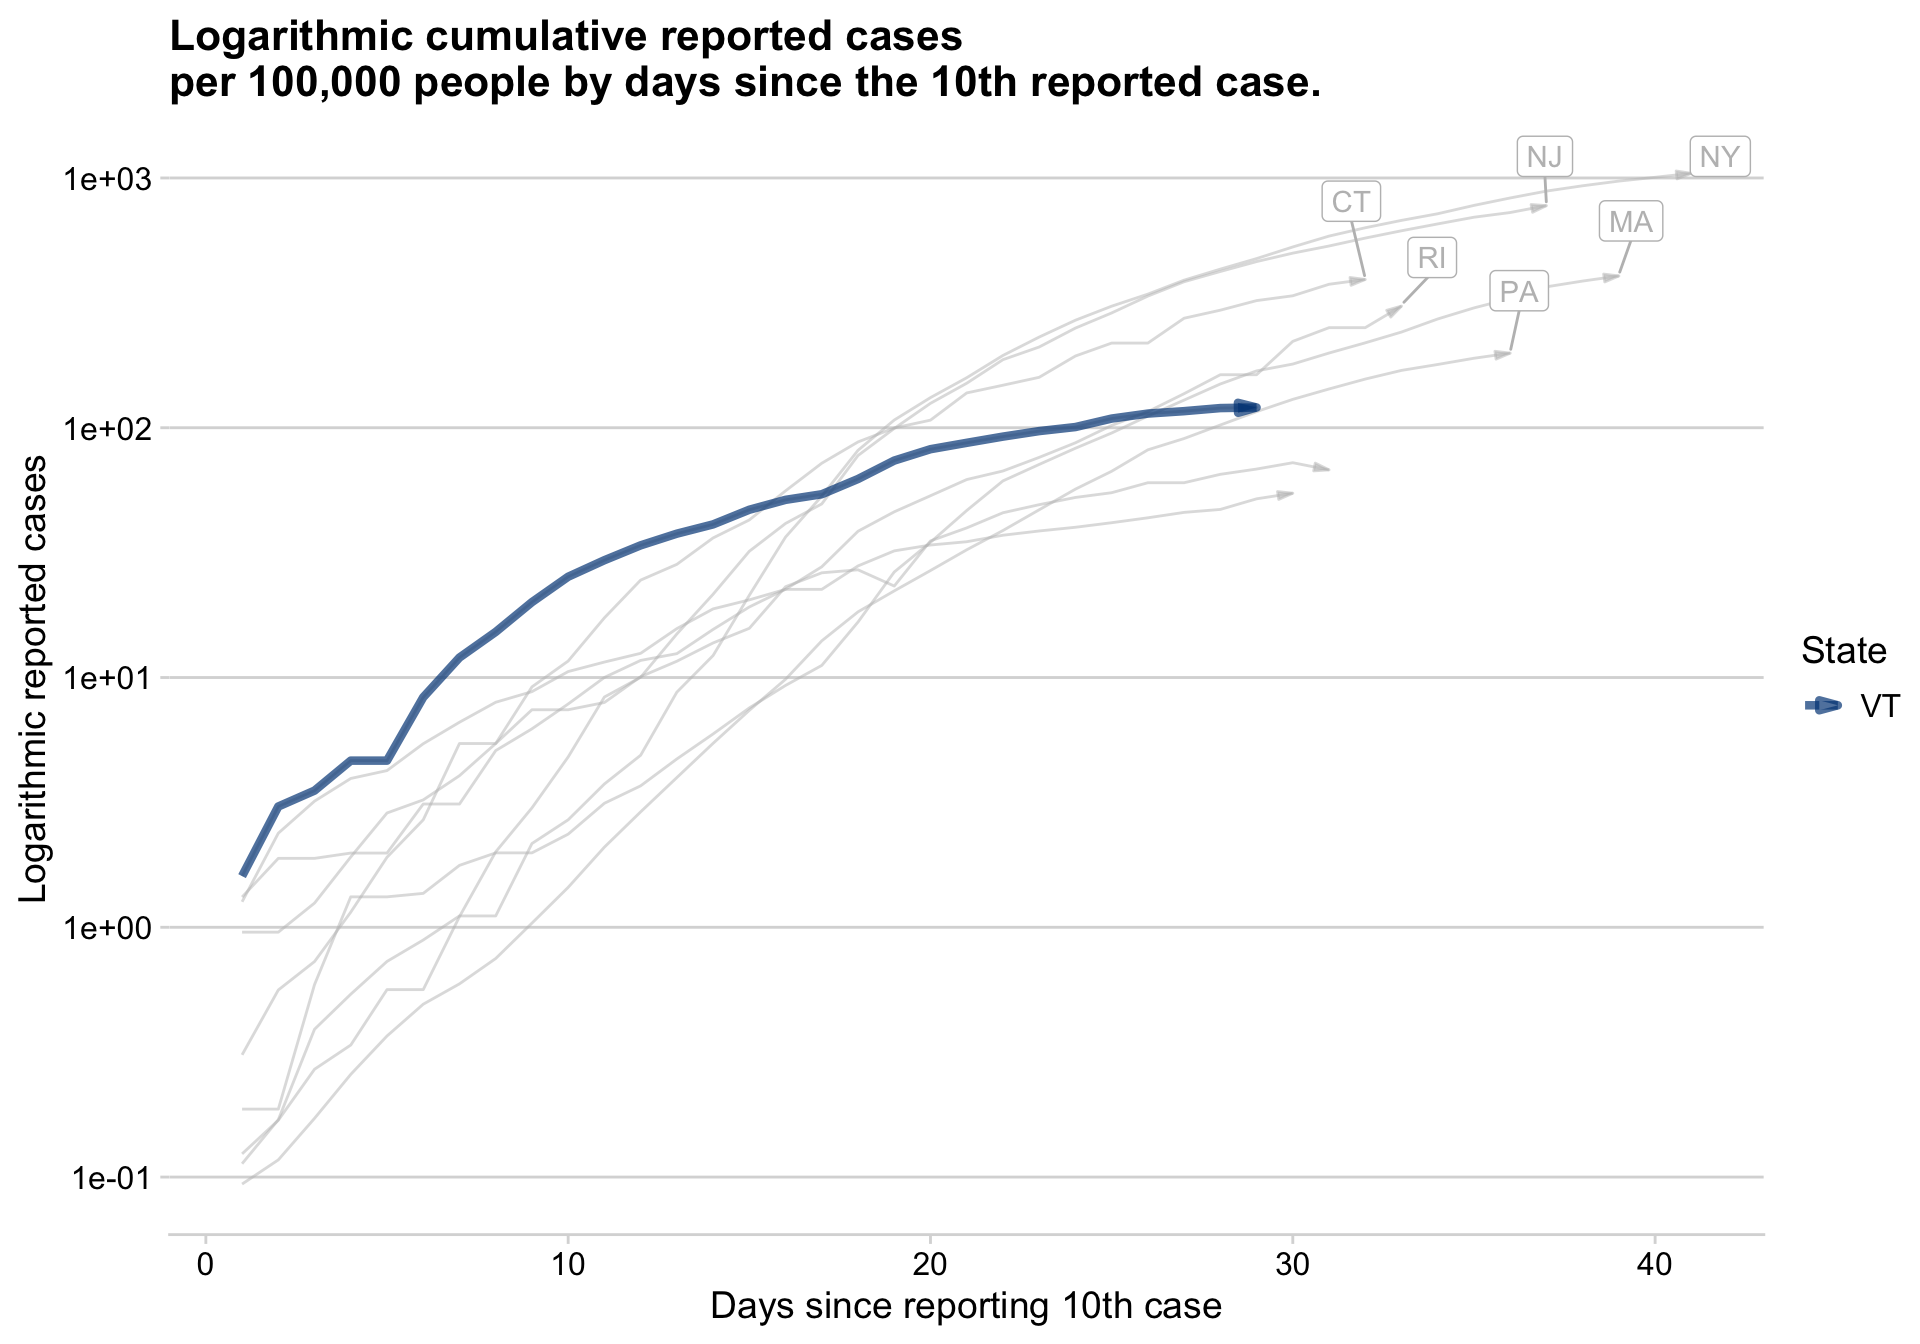 Logarithmic cumulative reported cases
per 100,000 people by days since the 10th reported case.
1e+03
1e+02
1e+01
1e+00
1e-01
Logarithmic reported cases
NJ
NY
CT
MA
RI
PA
State
VT
0
10
20
30
40
Days since reporting 10th case